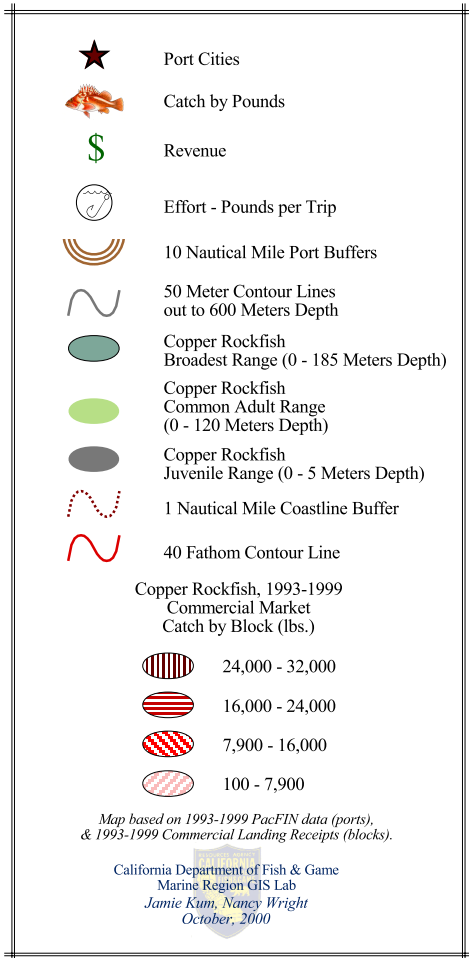 Port Cities
Catch by Pounds
$
Revenue
Effort - Pounds per Trip
10 Nautical Mile Port Buffers
50 Meter Contour Lines
out to 600 Meters Depth
Copper Rockfish
Broadest Range (0 - 185 Meters Depth)
Copper Rockfish
Common Adult Range
(0 - 120 Meters Depth)
Copper Rockfish
Juvenile Range (0 - 5 Meters Depth)
1 Nautical Mile Coastline Buffer
40 Fathom Contour Line
Copper Rockfish, 1993-1999
Commercial Market
Catch by Block (lbs.)
24,000 - 32,000
16,000 - 24,000
7,900 - 16,000
100 - 7,900
Map based on 1993-1999 PacFIN data (ports),
& 1993-1999 Commercial Landing Receipts (blocks).
CALIFORNIA
California Department of Fish & Game
Marine Region GIS Lab
Jamie Kum, Nancy Wright
October, 2000